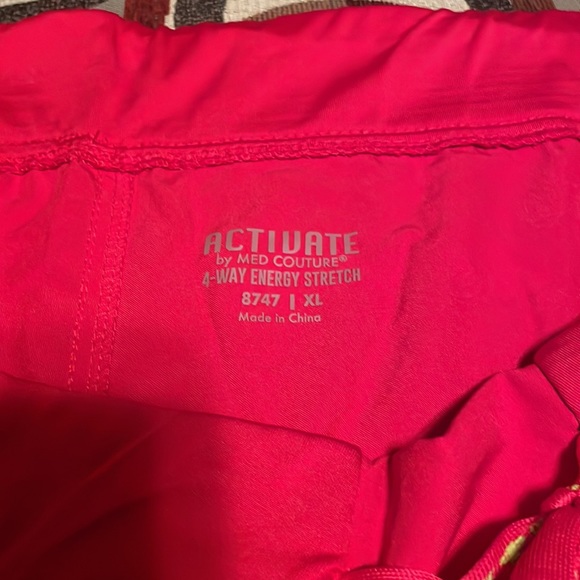 ACTIVATE
by MED COUTURE®
4-WAY ENERGY STRETCH
8747 | XL
Made in China